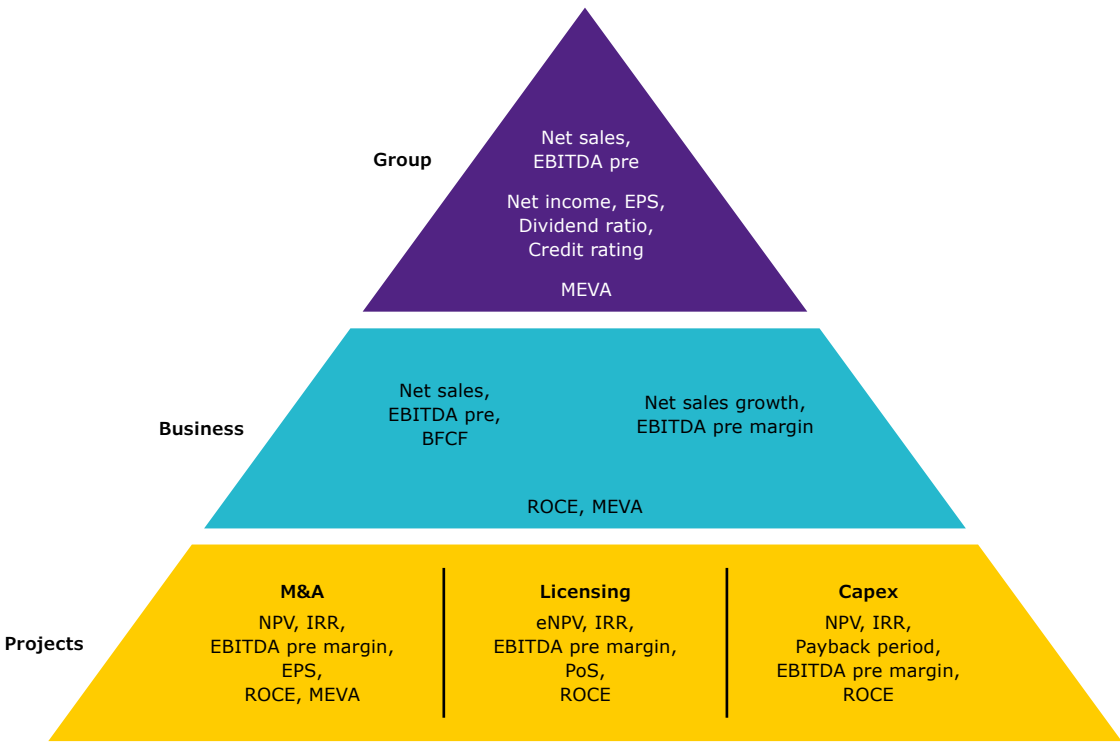 Group
Net sales,
EBITDA pre
Net income, EPS,
Dividend ratio,
Credit rating
MEVA
Business
Net sales,
EBITDA pre,
BFCF
Net sales growth,
EBITDA pre margin
ROCE, MEVA
Projects
M&A
NPV, IRR,
EBITDA pre margin,
EPS,
ROCE, MEVA
Licensing
eNPV, IRR,
EBITDA pre margin,
PoS,
ROCE
Capex
NPV, IRR,
Payback period,
EBITDA pre margin,
ROCE